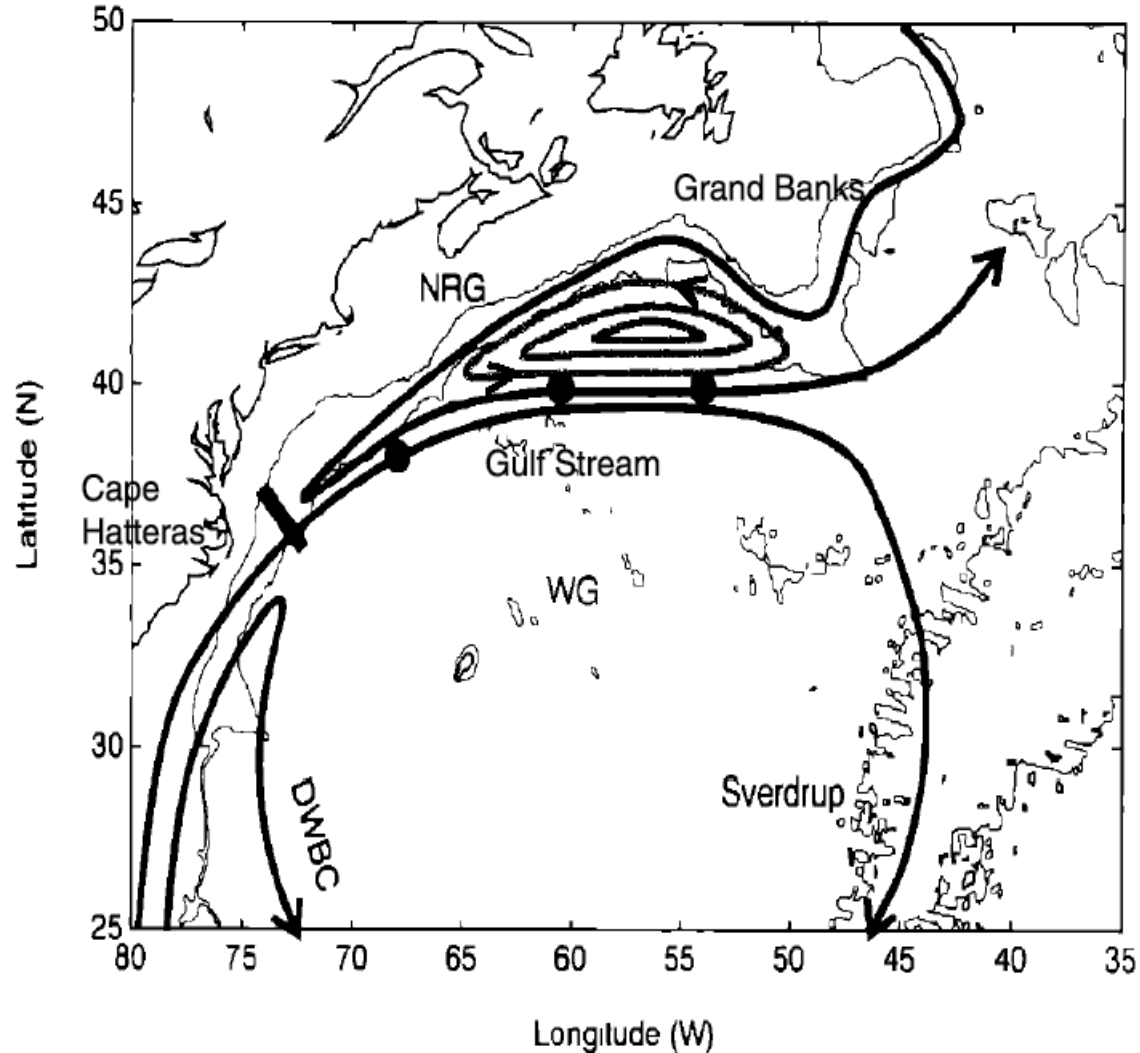 50
45
40
35
30
25
Latitude (N)
Grand Banks
NRG
Gulf Stream
Cape
Hatteras
WG
Sverdrup
DWBC
80 75 70 65 60 55 50 45 40 35
Longitude (W)